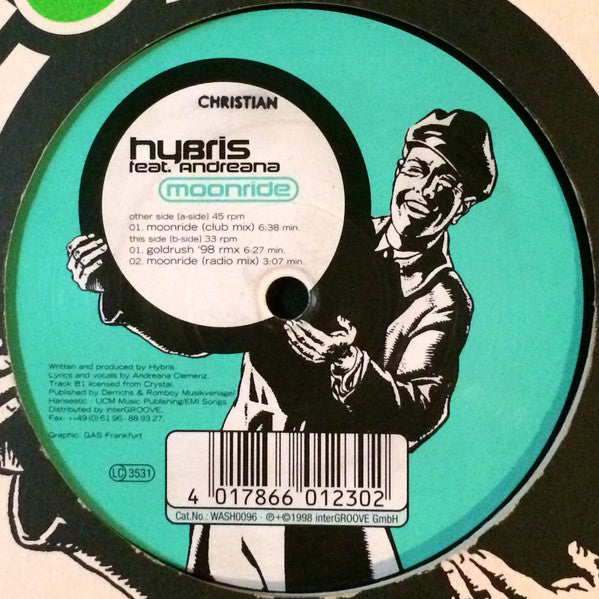 CHRISTIAN
HYBRIS
feat. Andreana
moonride
other side (a-side) 45 rpm
01. moonride (club mix) 6:38 min.
this side (b-side) 33 rpm
01. goldrush '98 rmx 6:27 min.
02. moonride (radio mix) 3:07 min.
Written and produced by Hybris.
Lyrics and vocals by Andreana Clemenz.
Track B1 licensed from Crystal.
Published by Derrichs & Romboy Musikverlage/
Hanseatic - UCM Music Publishing/EMI Songs.
Distributed by interGROOVE,
Fax: ++49 (0) 61 96 - 88 93 27.
Graphic: GAS Frankfurt
LC 3531
4 017866 012302
Cat.No.: WASH0096 · ℗+©1998 interGROOVE GmbH